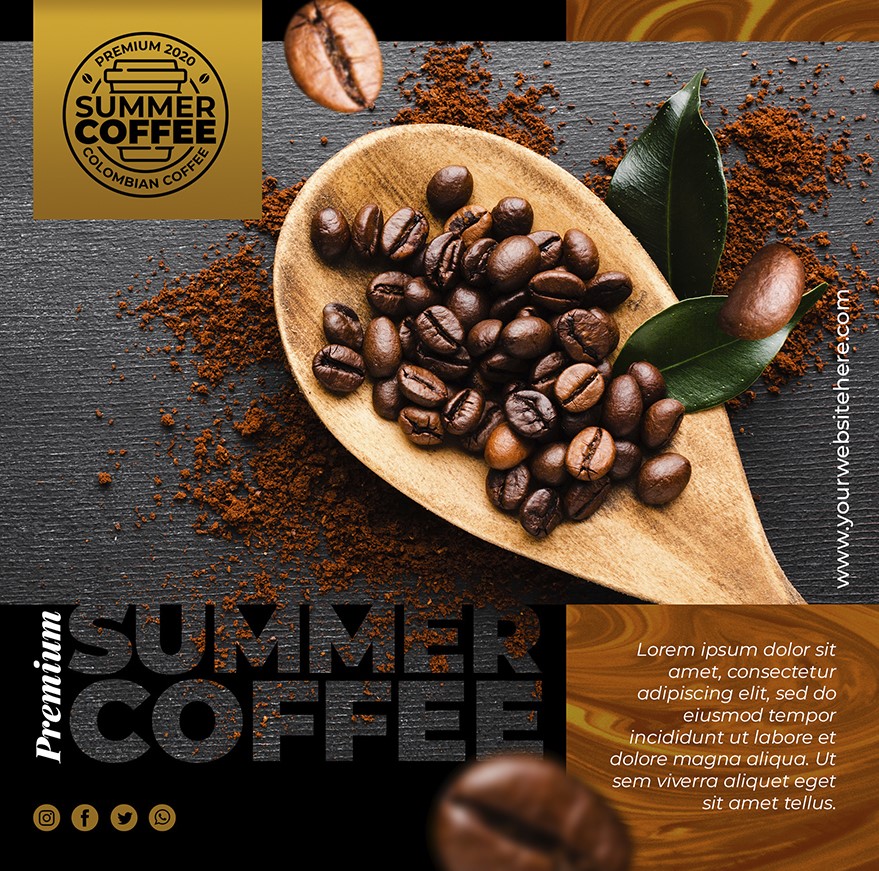 PREMIUM 2020
SUMMER
COFFEE
COLOMBIAN COFFEE
www.yourwebsitehere.com
Premium
SUMMER
COFFEE
Lorem ipsum dolor sit
amet, consectetur
adipiscing elit, sed do
eiusmod tempor
incididunt ut labore et
dolore magna aliqua. Ut
sem viverra aliquet eget
sit amet tellus.